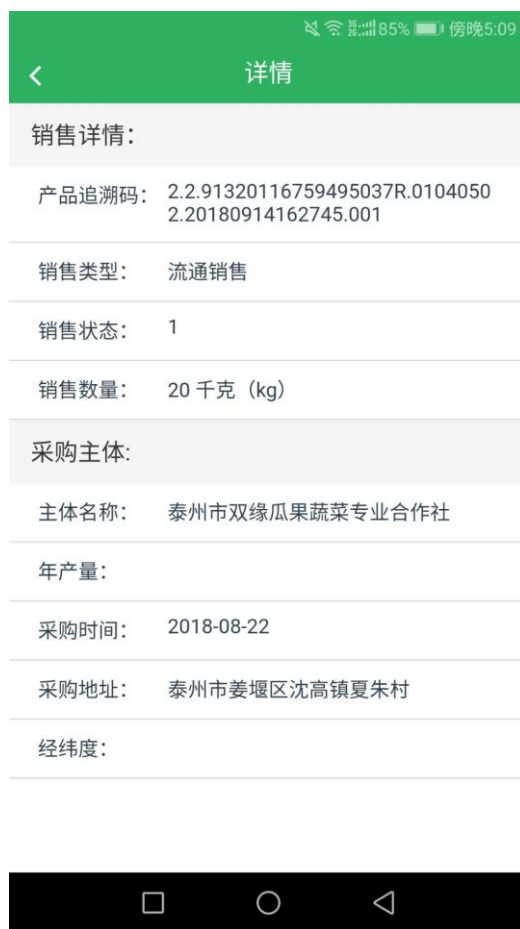 85% 傍晚5:09
详情
销售详情：
产品追溯码： 2.2.91320116759495037R.0104050
2.20180914162745.001
销售类型： 流通销售
销售状态： 1
销售数量： 20 千克（kg）
采购主体:
主体名称： 泰州市双缘瓜果蔬菜专业合作社
年产量：
采购时间： 2018-08-22
采购地址： 泰州市姜堰区沈高镇夏朱村
经纬度：